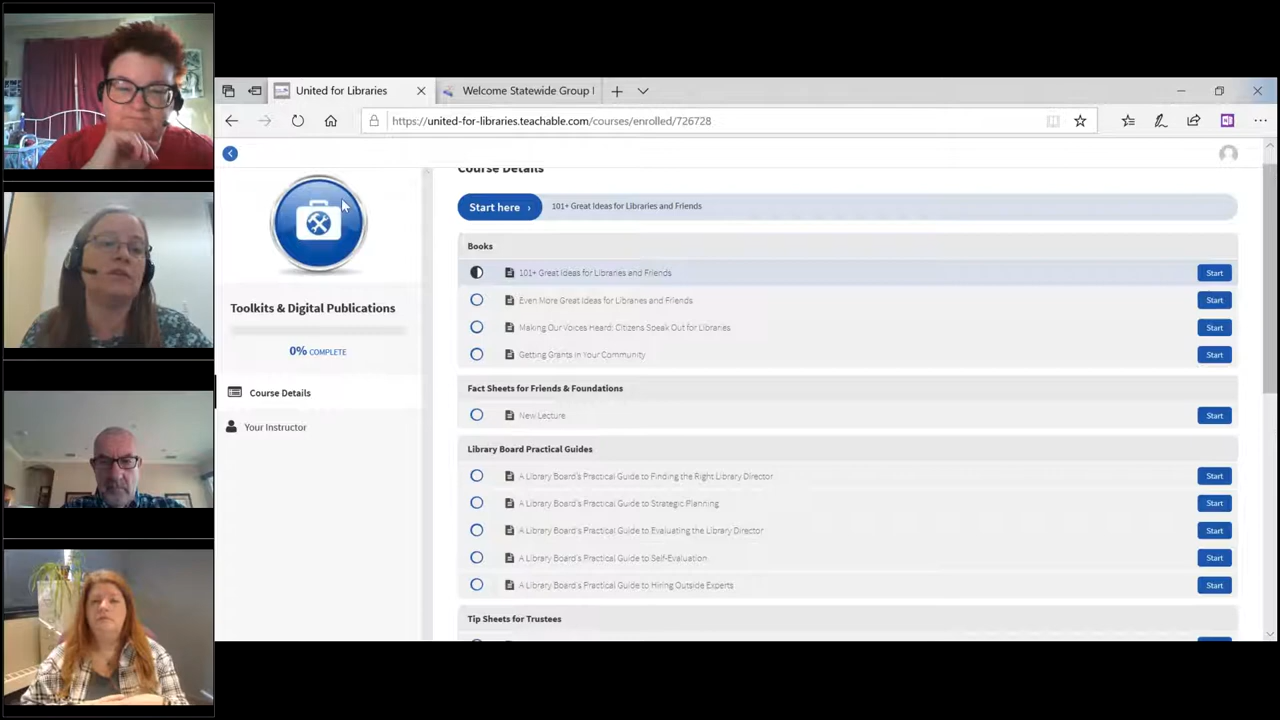 United for Libraries
Welcome Statewide Group
https://united-for-libraries.teachable.com/courses/enrolled/726728
Course Details
Start here › 101+ Great Ideas for Libraries and Friends
Books
101+ Great Ideas for Libraries and Friends Start
Even More Great Ideas for Libraries and Friends Start
Making Our Voices Heard: Citizens Speak Out for Libraries Start
Getting Grants in Your Community Start
Fact Sheets for Friends & Foundations
New Lecture Start
Library Board Practical Guides
A Library Board's Practical Guide to Finding the Right Library Director Start
A Library Board's Practical Guide to Strategic Planning Start
A Library Board's Practical Guide to Evaluating the Library Director Start
A Library Board's Practical Guide to Self-Evaluation Start
A Library Board's Practical Guide to Hiring Outside Experts Start
Tip Sheets for Trustees
Toolkits & Digital Publications
0% COMPLETE
Course Details
Your Instructor